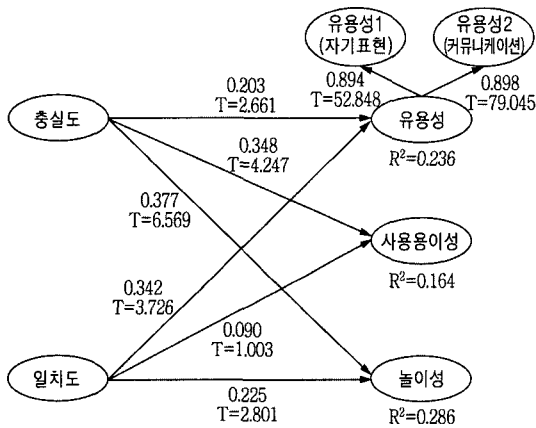 유용성1
(자기표현)
유용성2
(커뮤니케이션)
0.894
T=52.848
0.898
T=79.045
0.203
T=2.661
충실도
유용성
R²=0.236
0.348
T=4.247
0.377
T=6.569
사용용이성
R²=0.164
0.342
T=3.726
0.090
T=1.003
일치도
놀이성
0.225
T=2.801
R²=0.286